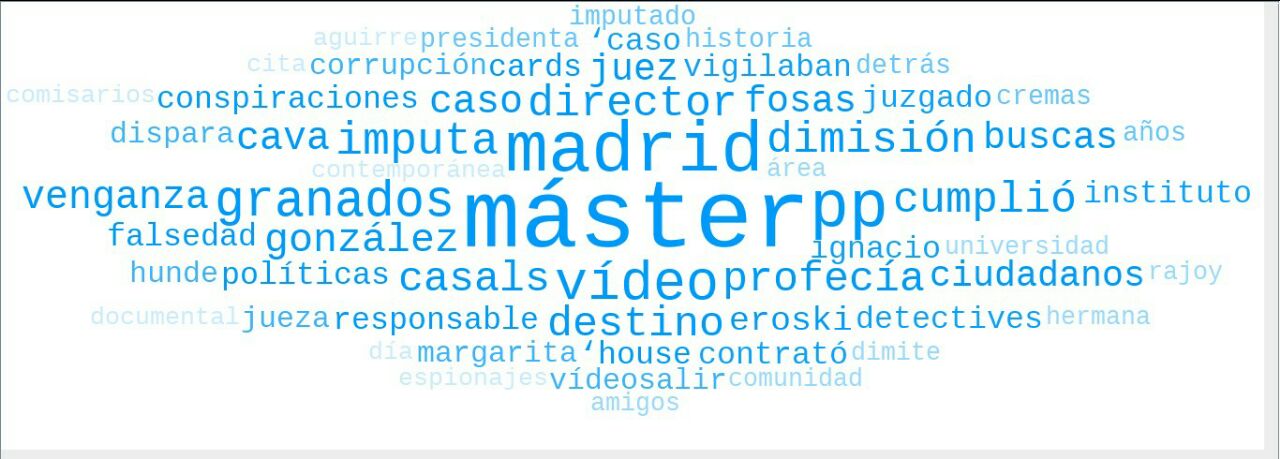 imputado
aguirre presidenta ‘caso historia
cita corrupción cards juez vigilaban detrás
comisarios conspiraciones caso director fosas juzgado cremas
dispara cava imputa madrid dimisión buscas años
contemporánea área
venganza granados máster pp cumplió instituto
falsedad gonzález ignacio universidad
hunde políticas casals vídeo profecía ciudadanos rajoy
documental jueza responsable destino eroski detectives hermana
día margarita ‘house contrató dimite
espionajes vídeo salir comunidad
amigos